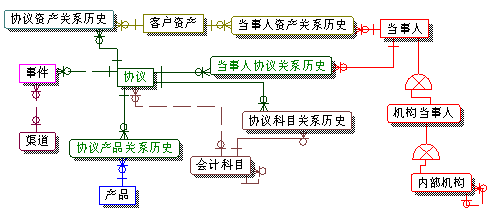 协议资产关系历史
客户资产
当事人资产关系历史
当事人
事件
协议
当事人协议关系历史
渠道
协议产品关系历史
协议科目关系历史
机构当事人
会计科目
内部机构
产品